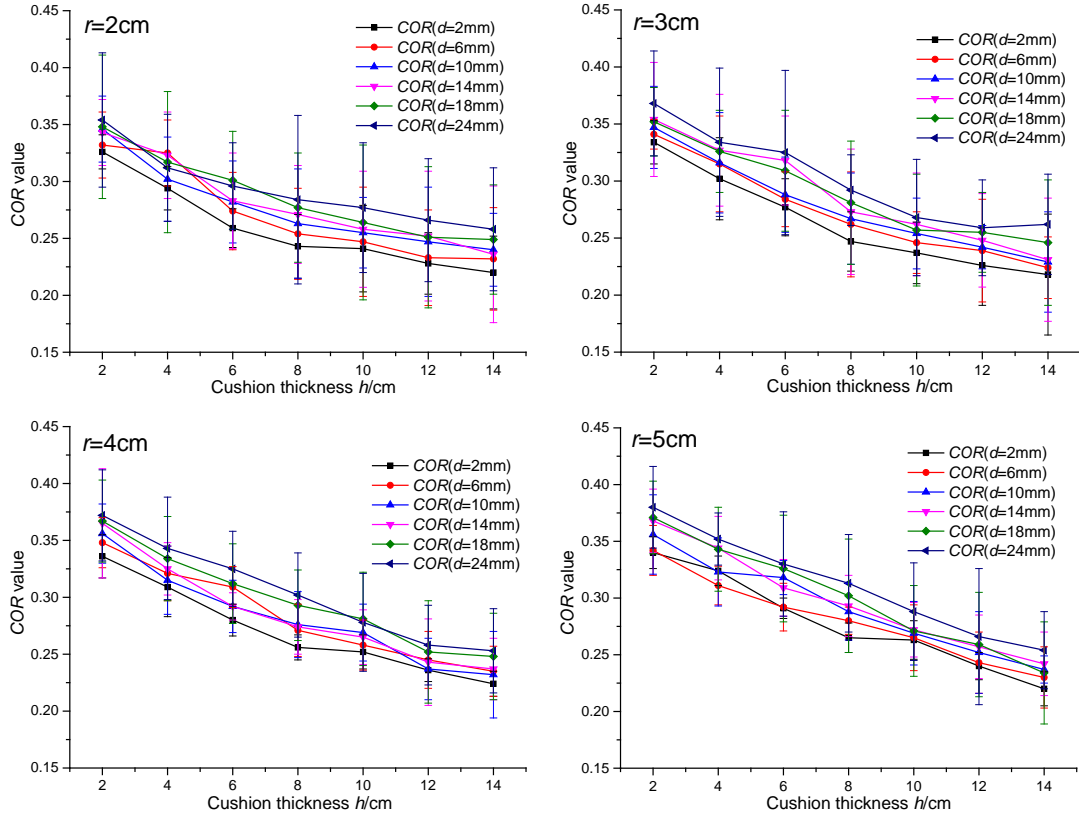 r=2cm
COR(d=2mm)
COR(d=6mm)
COR(d=10mm)
COR(d=14mm)
COR(d=18mm)
COR(d=24mm)
0.45
0.40
0.35
0.30
0.25
0.20
0.15
COR value
2 4 6 8 10 12 14
Cushion thickness h/cm
r=3cm
COR(d=2mm)
COR(d=6mm)
COR(d=10mm)
COR(d=14mm)
COR(d=18mm)
COR(d=24mm)
0.45
0.40
0.35
0.30
0.25
0.20
0.15
COR value
2 4 6 8 10 12 14
Cushion thickness h/cm
r=4cm
COR(d=2mm)
COR(d=6mm)
COR(d=10mm)
COR(d=14mm)
COR(d=18mm)
COR(d=24mm)
0.45
0.40
0.35
0.30
0.25
0.20
0.15
COR value
2 4 6 8 10 12 14
Cushion thickness h/cm
r=5cm
COR(d=2mm)
COR(d=6mm)
COR(d=10mm)
COR(d=14mm)
COR(d=18mm)
COR(d=24mm)
0.45
0.40
0.35
0.30
0.25
0.20
0.15
COR value
2 4 6 8 10 12 14
Cushion thickness h/cm